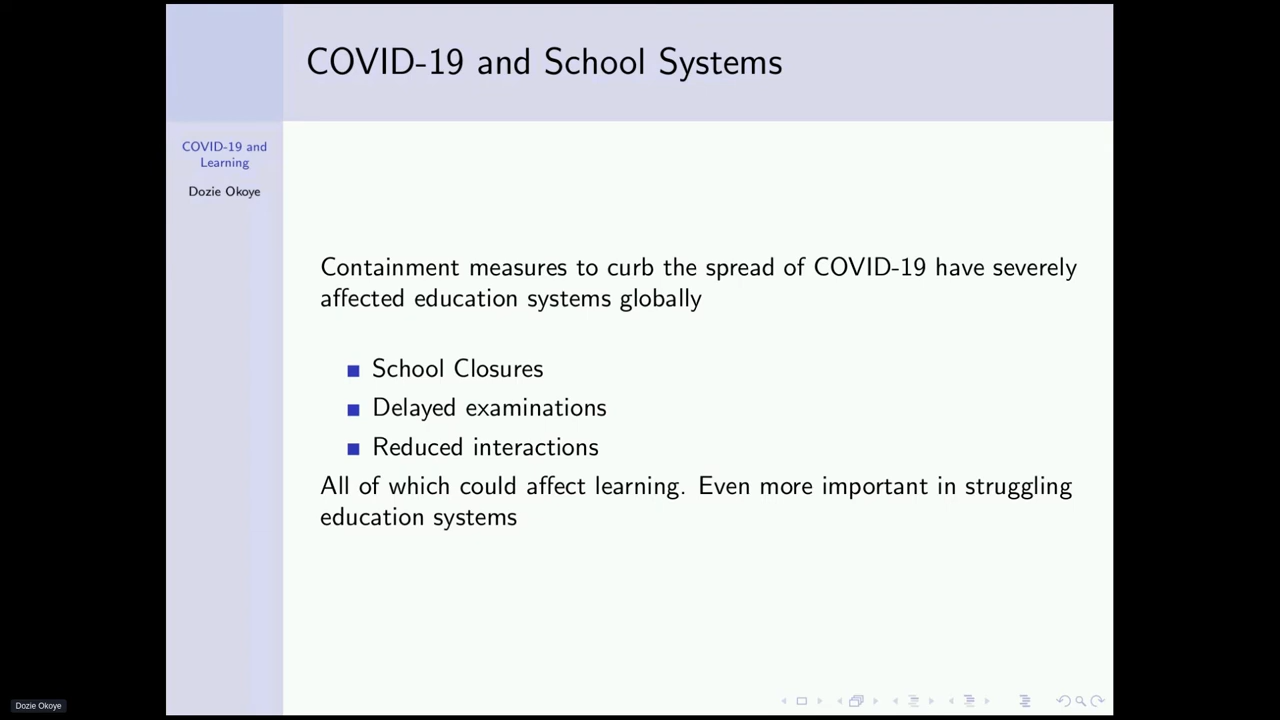 COVID-19 and School Systems
COVID-19 and
Learning
Dozie Okoye
Containment measures to curb the spread of COVID-19 have severely
affected education systems globally
School Closures
Delayed examinations
Reduced interactions
All of which could affect learning. Even more important in struggling
education systems
Dozie Okoye